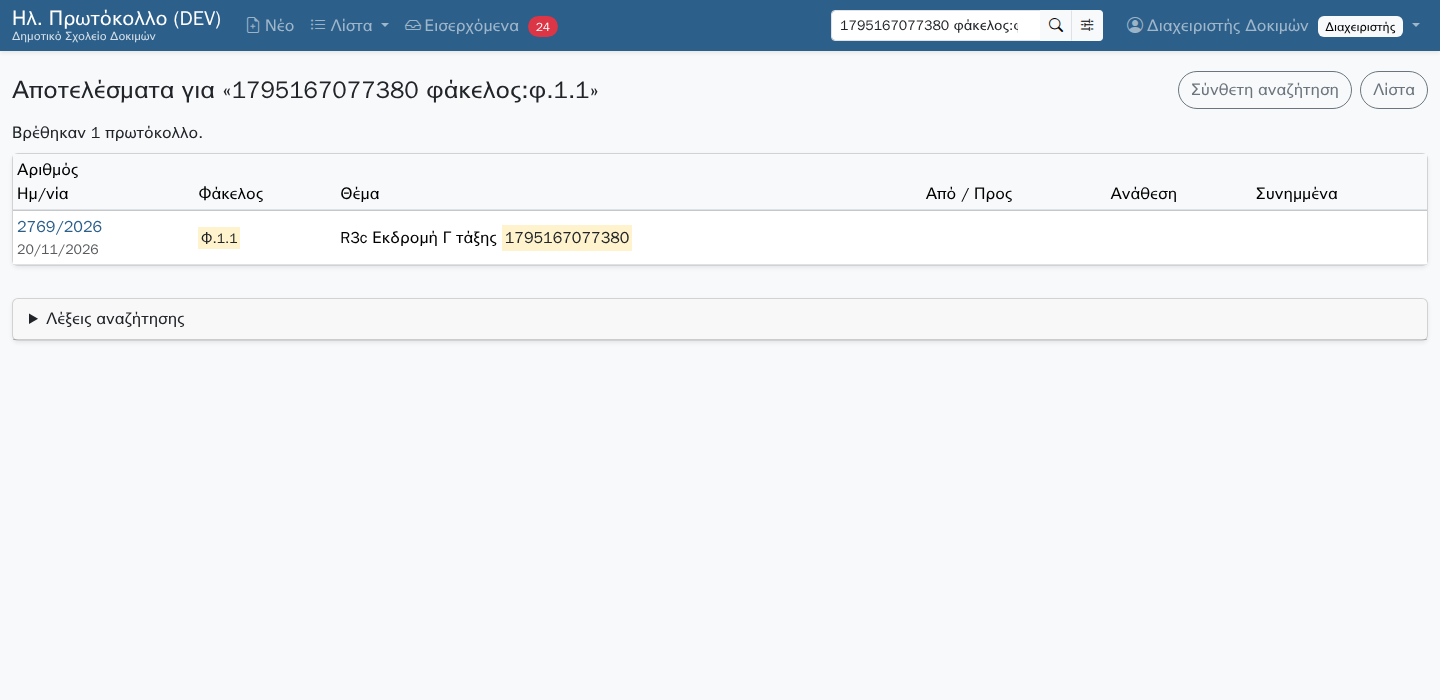 Ηλ. Πρωτόκολλο (DEV)
Δημοτικό Σχολείο Δοκιμών
Νέο
Λίστα
Εισερχόμενα 24
1795167077380 φάκελος:φ
Διαχειριστής Δοκιμών Διαχειριστής
Αποτελέσματα για «1795167077380 φάκελος:φ.1.1»
Σύνθετη αναζήτηση
Λίστα
Βρέθηκαν 1 πρωτόκολλο.
Αριθμός
Ημ/νία Φάκελος Θέμα Από / Προς Ανάθεση Συνημμένα
2769/2026
20/11/2026
Φ.1.1
R3c Εκδρομή Γ τάξης 1795167077380
Λέξεις αναζήτησης